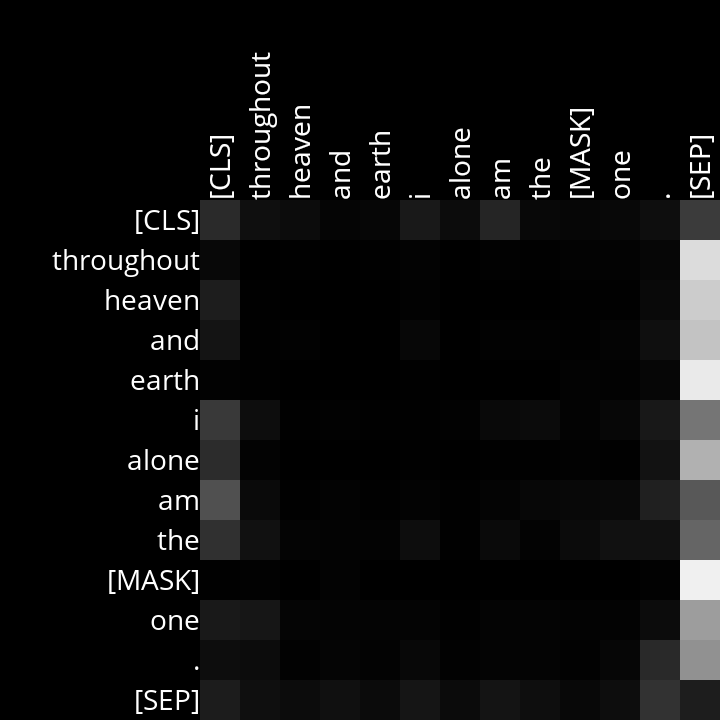 [CLS] throughout heaven and earth i alone am the [MASK] one . [SEP]
[CLS]
throughout
heaven
and
earth
i
alone
am
the
[MASK]
one
.
[SEP]